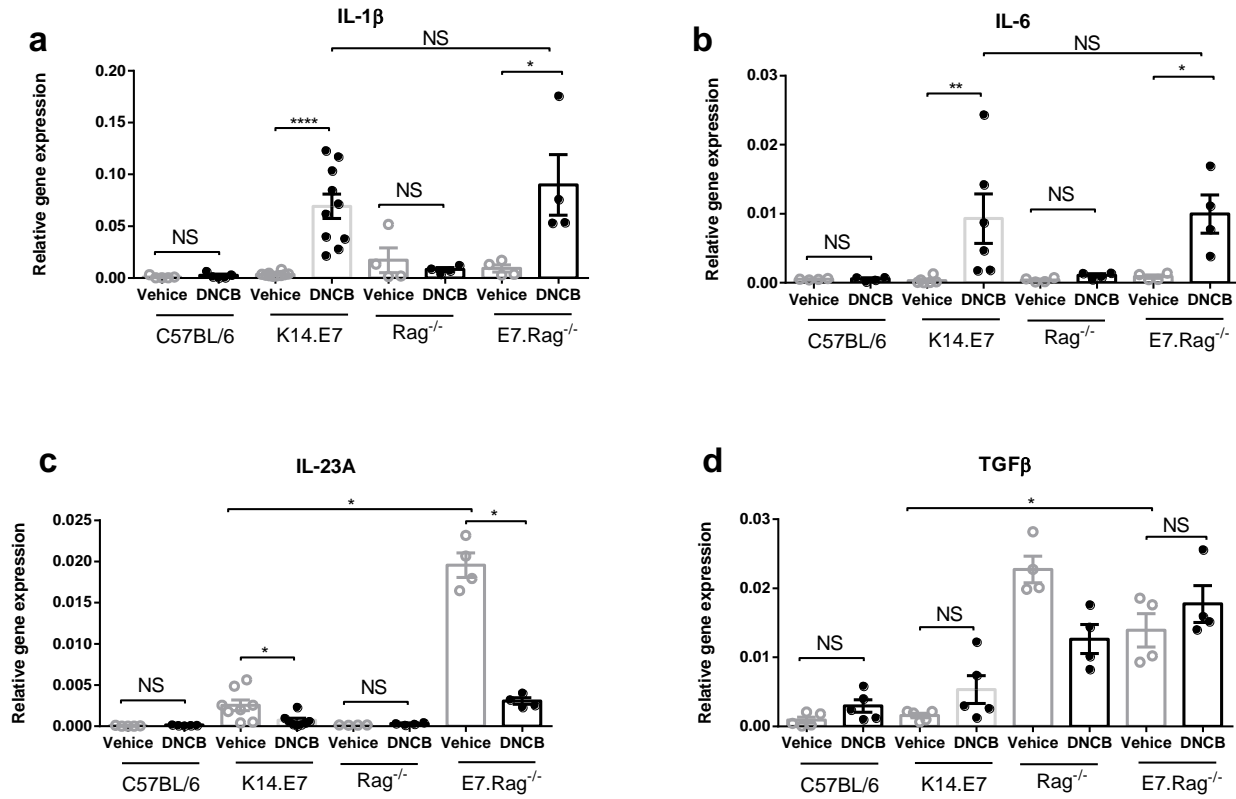 a
IL-1β
NS
*
****
NS
NS
Relative gene expression
0.20
0.15
0.10
0.05
0.00
Vehice DNCB Vehice DNCB Vehice DNCB Vehice DNCB
C57BL/6 K14.E7 Rag-/- E7.Rag-/-
b
IL-6
NS
*
**
NS
NS
Relative gene expression
0.03
0.02
0.01
0.00
Vehice DNCB Vehice DNCB Vehice DNCB Vehice DNCB
C57BL/6 K14.E7 Rag-/- E7.Rag-/-
c
IL-23A
*
*
*
NS
NS
Relative gene expression
0.025
0.020
0.015
0.010
0.005
0.000
Vehice DNCB Vehice DNCB Vehice DNCB Vehice DNCB
C57BL/6 K14.E7 Rag-/- E7.Rag-/-
d
TGFβ
*
NS
NS
NS
Relative gene expression
0.03
0.02
0.01
0.00
Vehice DNCB Vehice DNCB Vehice DNCB Vehice DNCB
C57BL/6 K14.E7 Rag-/- E7.Rag-/-